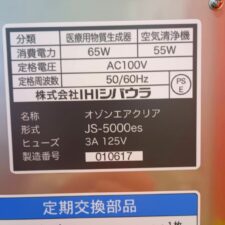 分類 医療用物質生成器 空気清浄機
消費電力 65W 55W
定格電圧 AC100V
定格周波数 50/60Hz
PS
E
株式会社IHIシバウラ
名称 オゾンエアクリア
形式 JS-5000es
ヒューズ 3A 125V
製造番号 010617
定期交換部品